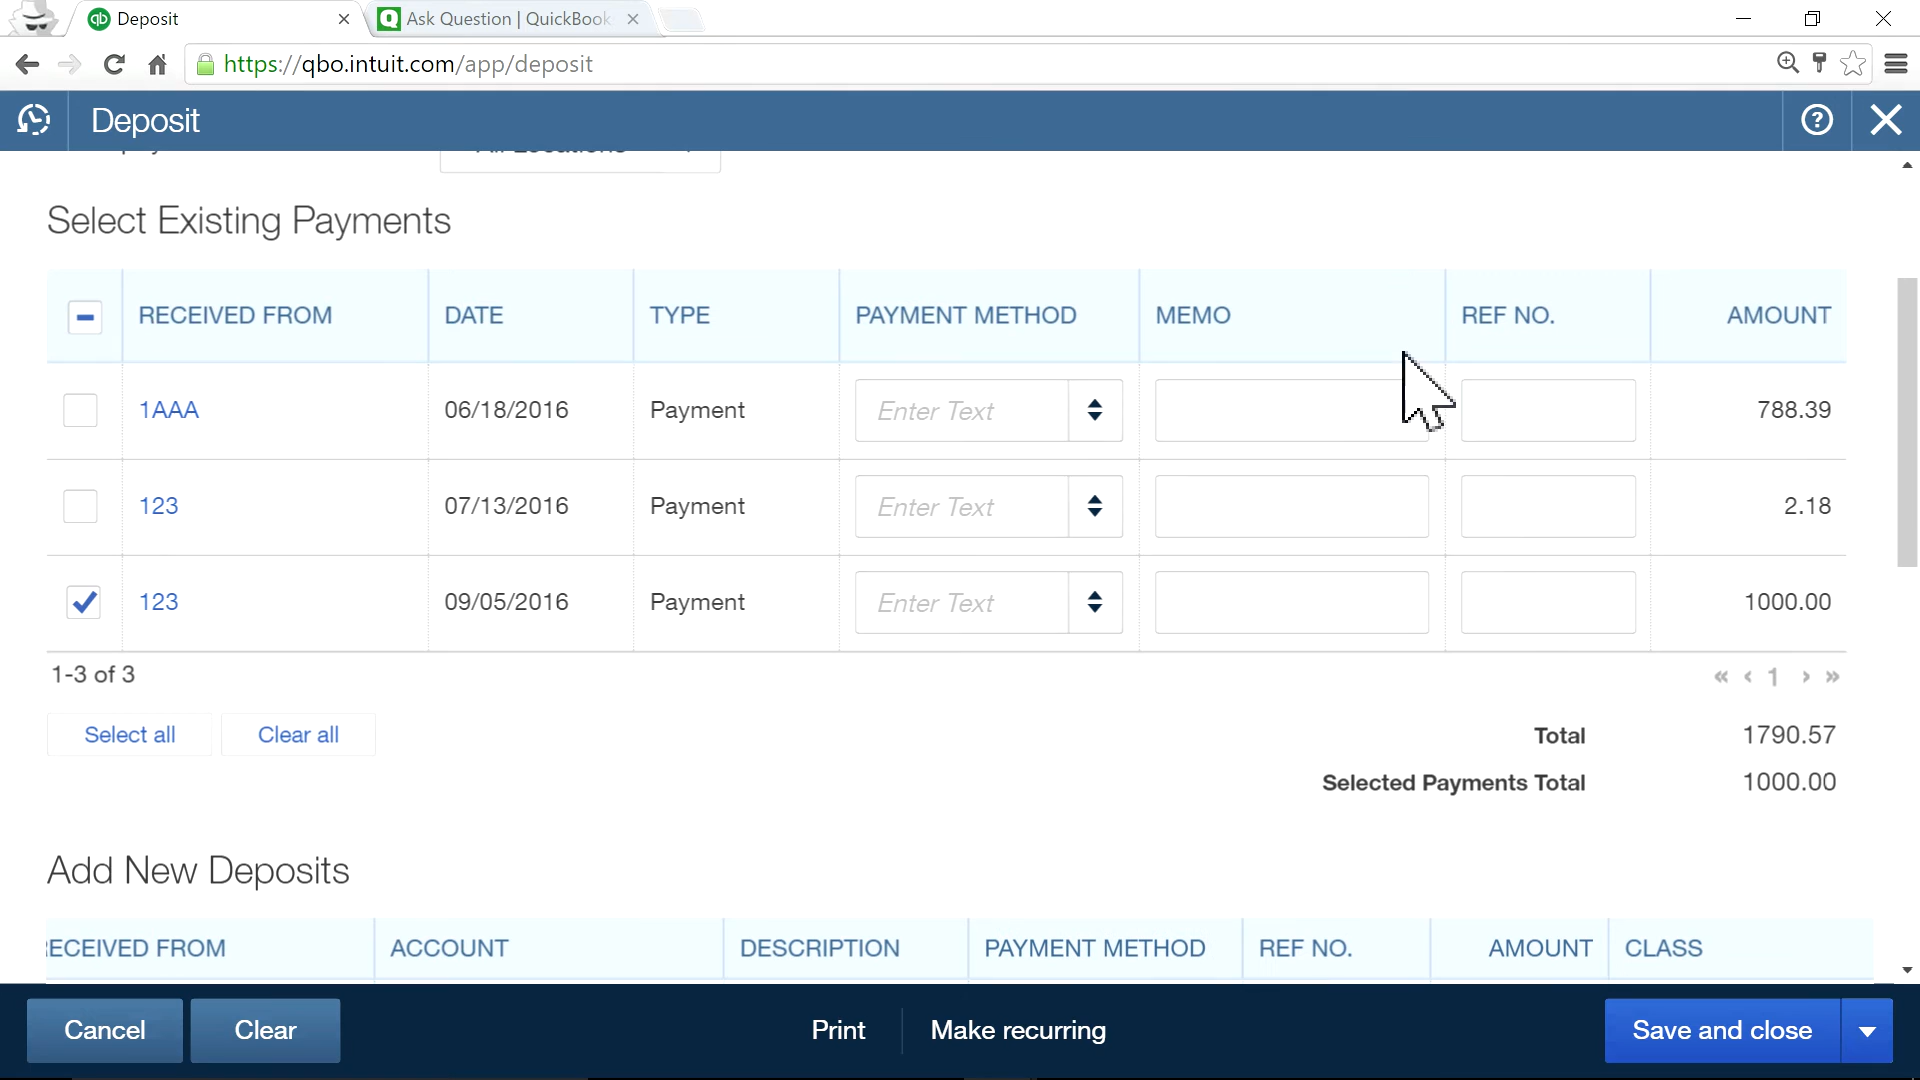 Deposit
Ask Question | QuickBook
https://qbo.intuit.com/app/deposit
Deposit
Select Existing Payments
RECEIVED FROM DATE TYPE PAYMENT METHOD MEMO REF NO. AMOUNT
1AAA 06/18/2016 Payment Enter Text 788.39
123 07/13/2016 Payment Enter Text 2.18
123 09/05/2016 Payment Enter Text 1000.00
1-3 of 3 « ‹ 1 › »
Select all Clear all Total 1790.57
Selected Payments Total 1000.00
Add New Deposits
ECEIVED FROM ACCOUNT DESCRIPTION PAYMENT METHOD REF NO. AMOUNT CLASS
Cancel Clear Print Make recurring Save and close